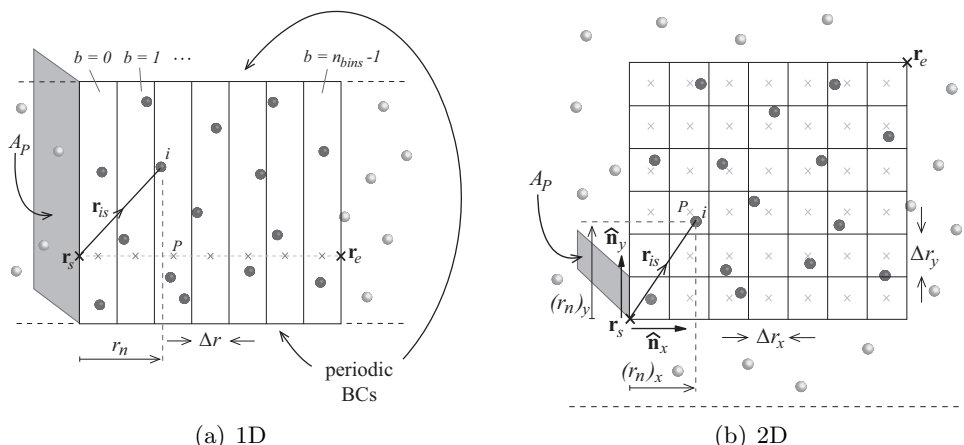 b = 0 b = 1 ... b = n_bins -1
A_P
i
r_is
r_s P r_e
r_n Δr
periodic
BCs
(a) 1D
r_e
A_P
P i
n̂_y
r_is
Δr_y
(r_n)_y
r_s
n̂_x
Δr_x
(r_n)_x
(b) 2D